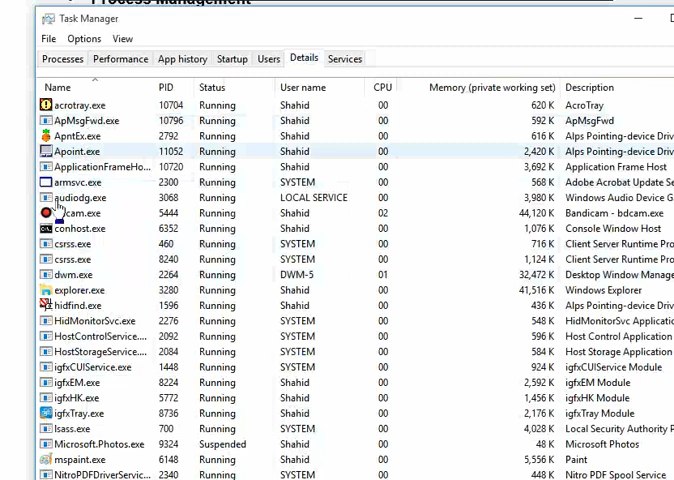 Process Management
Task Manager
File Options View
Processes Performance App history Startup Users Details Services
Name PID Status User name CPU Memory (private working set) Description
acrotray.exe 10704 Running Shahid 00 620 K AcroTray
ApMsgFwd.exe 10796 Running Shahid 00 592 K ApMsgFwd
ApntEx.exe 2792 Running Shahid 00 616 K Alps Pointing-device Driv
Apoint.exe 11052 Running Shahid 00 2,420 K Alps Pointing-device Driv
ApplicationFrameHo... 10720 Running Shahid 00 3,692 K Application Frame Host
armsvc.exe 2300 Running SYSTEM 00 568 K Adobe Acrobat Update Se
audiodg.exe 3068 Running LOCAL SERVICE 00 3,980 K Windows Audio Device G
cam.exe 5444 Running Shahid 02 44,120 K Bandicam - bdcam.exe
conhost.exe 6352 Running Shahid 00 1,076 K Console Window Host
csrss.exe 460 Running SYSTEM 00 716 K Client Server Runtime Pro
csrss.exe 8240 Running SYSTEM 00 1,124 K Client Server Runtime Pro
dwm.exe 2264 Running DWM-5 01 32,472 K Desktop Window Manage
explorer.exe 3280 Running Shahid 00 41,516 K Windows Explorer
hidfind.exe 1596 Running Shahid 00 436 K Alps Pointing-device Driv
HidMonitorSvc.exe 2276 Running SYSTEM 00 548 K HidMonitorSvc Applicatio
HostControlService.... 2092 Running SYSTEM 00 596 K Host Control Application
HostStorageService.... 2084 Running SYSTEM 00 584 K Host Storage Application
igfxCUIService.exe 1448 Running SYSTEM 00 924 K igfxCUIService Module
igfxEM.exe 8224 Running Shahid 00 2,592 K igfxEM Module
igfxHK.exe 5772 Running Shahid 00 1,456 K igfxHK Module
igfxTray.exe 8736 Running Shahid 00 2,176 K igfxTray Module
lsass.exe 700 Running SYSTEM 00 4,028 K Local Security Authority P
Microsoft.Photos.exe 9324 Suspended Shahid 00 48 K Microsoft Photos
mspaint.exe 6148 Running Shahid 00 5,556 K Paint
NitroPDFDriverServic... 2340 Running SYSTEM 00 448 K Nitro PDF Spool Service